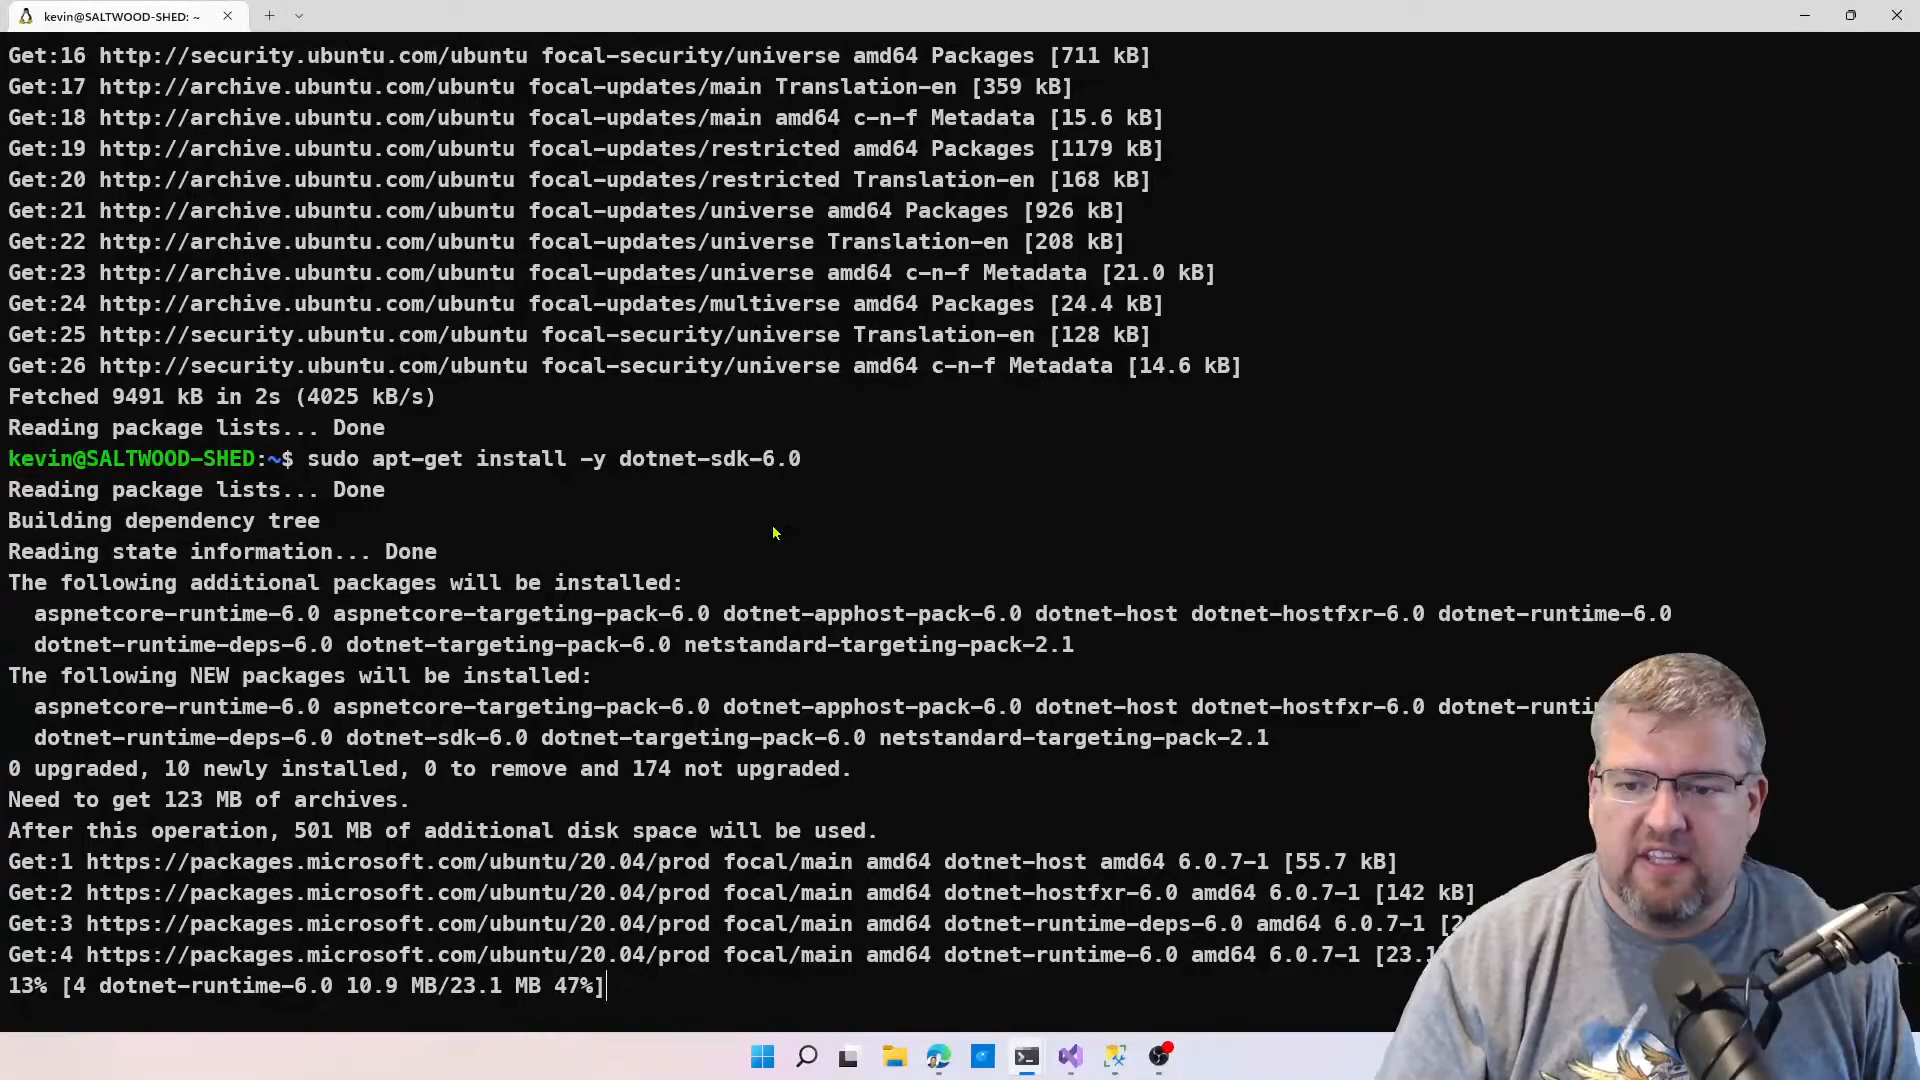 kevin@SALTWOOD-SHED: ~
Get:16 http://security.ubuntu.com/ubuntu focal-security/universe amd64 Packages [711 kB]
Get:17 http://archive.ubuntu.com/ubuntu focal-updates/main Translation-en [359 kB]
Get:18 http://archive.ubuntu.com/ubuntu focal-updates/main amd64 c-n-f Metadata [15.6 kB]
Get:19 http://archive.ubuntu.com/ubuntu focal-updates/restricted amd64 Packages [1179 kB]
Get:20 http://archive.ubuntu.com/ubuntu focal-updates/restricted Translation-en [168 kB]
Get:21 http://archive.ubuntu.com/ubuntu focal-updates/universe amd64 Packages [926 kB]
Get:22 http://archive.ubuntu.com/ubuntu focal-updates/universe Translation-en [208 kB]
Get:23 http://archive.ubuntu.com/ubuntu focal-updates/universe amd64 c-n-f Metadata [21.0 kB]
Get:24 http://archive.ubuntu.com/ubuntu focal-updates/multiverse amd64 Packages [24.4 kB]
Get:25 http://security.ubuntu.com/ubuntu focal-security/universe Translation-en [128 kB]
Get:26 http://security.ubuntu.com/ubuntu focal-security/universe amd64 c-n-f Metadata [14.6 kB]
Fetched 9491 kB in 2s (4025 kB/s)
Reading package lists... Done
kevin@SALTWOOD-SHED:~$ sudo apt-get install -y dotnet-sdk-6.0
Reading package lists... Done
Building dependency tree
Reading state information... Done
The following additional packages will be installed:
aspnetcore-runtime-6.0 aspnetcore-targeting-pack-6.0 dotnet-apphost-pack-6.0 dotnet-host dotnet-hostfxr-6.0 dotnet-runtime-6.0
dotnet-runtime-deps-6.0 dotnet-targeting-pack-6.0 netstandard-targeting-pack-2.1
The following NEW packages will be installed:
aspnetcore-runtime-6.0 aspnetcore-targeting-pack-6.0 dotnet-apphost-pack-6.0 dotnet-host dotnet-hostfxr-6.0
dotnet-runtime-deps-6.0 dotnet-sdk-6.0 dotnet-targeting-pack-6.0 netstandard-targeting-pack-2.1
0 upgraded, 10 newly installed, 0 to remove and 174 not upgraded.
Need to get 123 MB of archives.
After this operation, 501 MB of additional disk space will be used.
Get:1 https://packages.microsoft.com/ubuntu/20.04/prod focal/main amd64 dotnet-host amd64 6.0.7-1 [55.7 kB]
Get:2 https://packages.microsoft.com/ubuntu/20.04/prod focal/main amd64 dotnet-hostfxr-6.0 amd64 6.0.7-1 [142 kB]
Get:3 https://packages.microsoft.com/ubuntu/20.04/prod focal/main amd64 dotnet-runtime-deps-6.0 amd64 6.0.7-1
Get:4 https://packages.microsoft.com/ubuntu/20.04/prod focal/main amd64 dotnet-runtime-6.0 amd64 6.0.7-1 [23.1
13% [4 dotnet-runtime-6.0 10.9 MB/23.1 MB 47%]